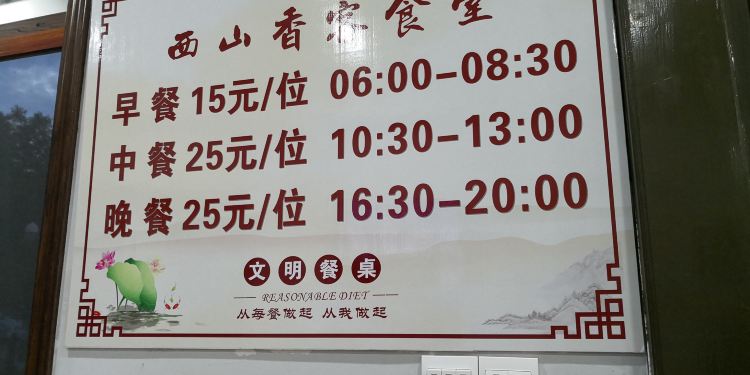 西山香客食堂
早餐 15元/位 06:00-08:30
中餐 25元/位 10:30-13:00
晚餐 25元/位 16:30-20:00
文明餐桌
REASONABLE DIET
从每餐做起 从我做起